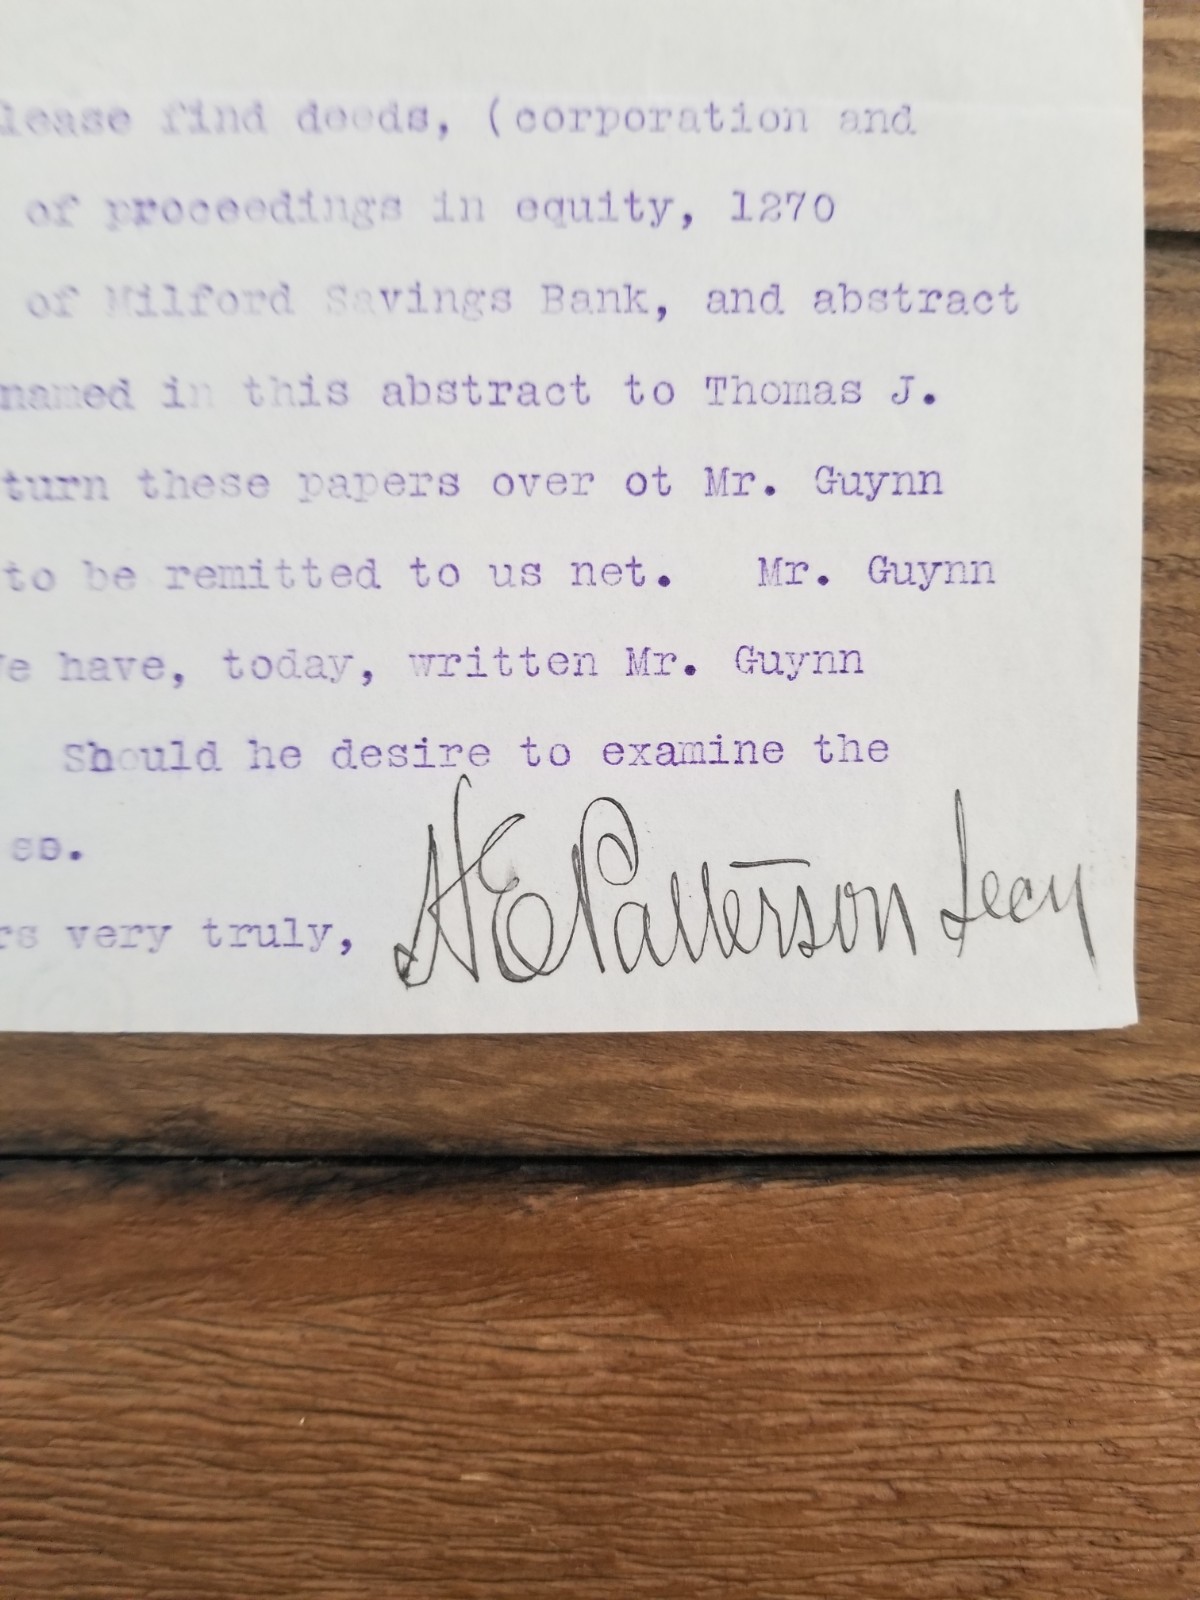 lease find deeds, (corporation and
of proceedings in equity, 1270
of Milford Savings Bank, and abstract
named in this abstract to Thomas J.
turn these papers over ot Mr. Guynn
to be remitted to us net. Mr. Guynn
We have, today, written Mr. Guynn
Should he desire to examine the
so.
rs very truly, H E Patterson Secy